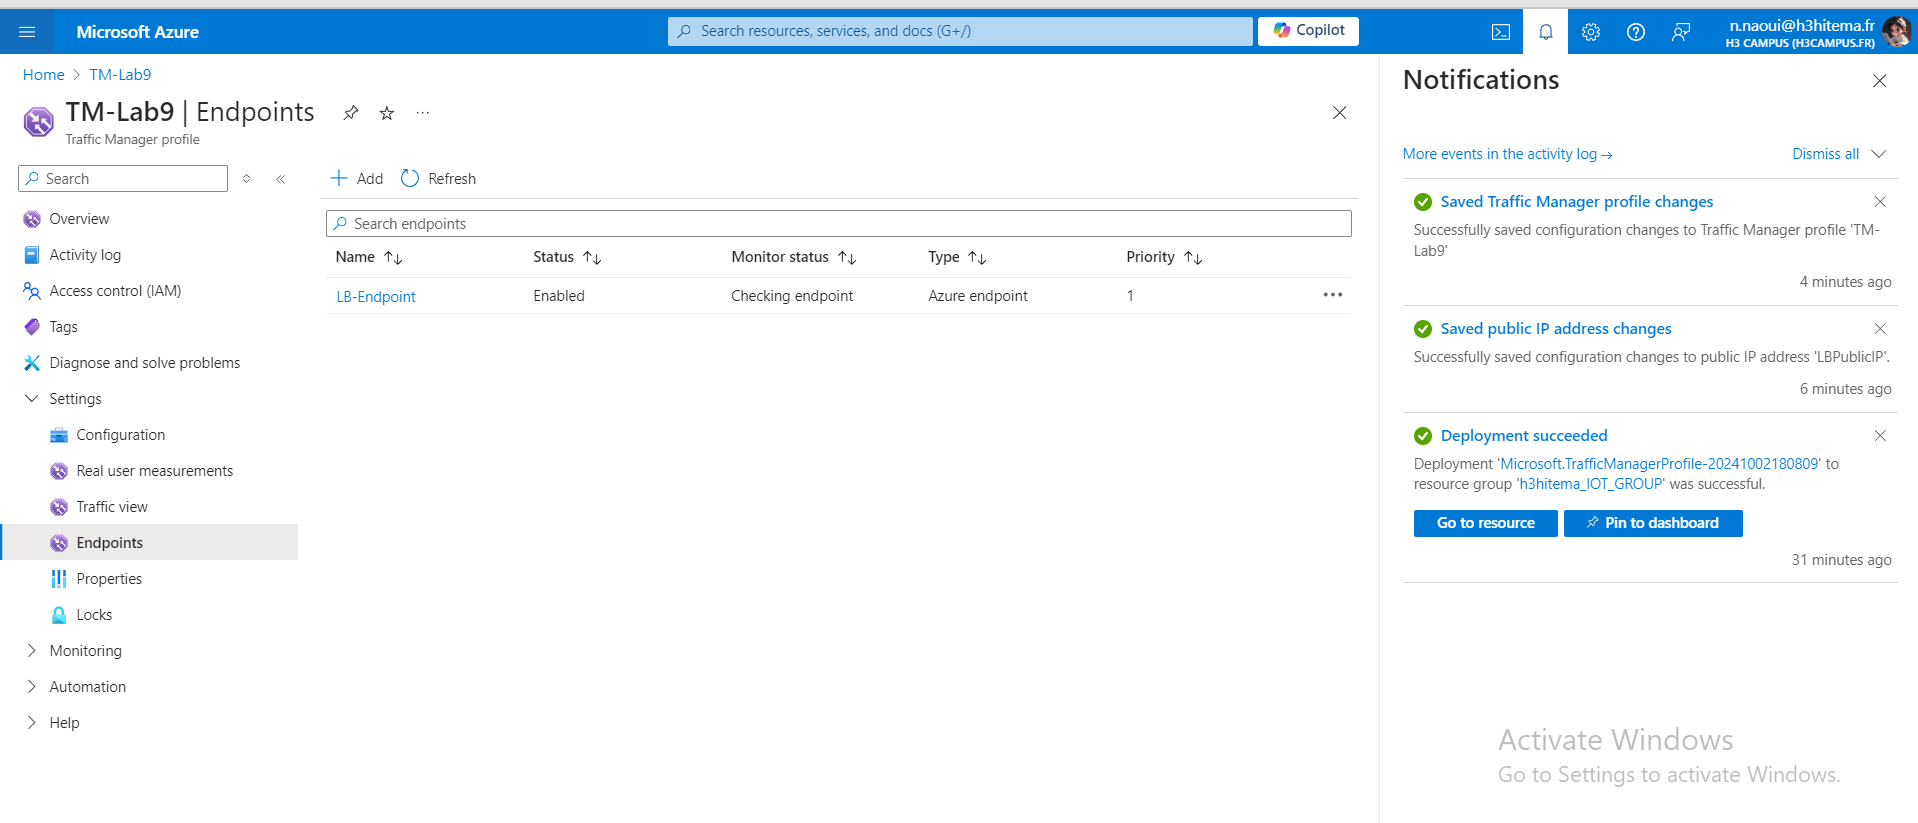 Microsoft Azure
Search resources, services, and docs (G+/)
Copilot
n.naoui@h3hitema.fr
H3 CAMPUS (H3CAMPUS.FR)
Home > TM-Lab9
TM-Lab9 | Endpoints
Traffic Manager profile
Search
Overview
Activity log
Access control (IAM)
Tags
Diagnose and solve problems
Settings
Configuration
Real user measurements
Traffic view
Endpoints
Properties
Locks
Monitoring
Automation
Help
Add Refresh
Search endpoints
Name Status Monitor status Type Priority
LB-Endpoint Enabled Checking endpoint Azure endpoint 1
Notifications
More events in the activity log → Dismiss all
Saved Traffic Manager profile changes
Successfully saved configuration changes to Traffic Manager profile 'TM-
Lab9'
4 minutes ago
Saved public IP address changes
Successfully saved configuration changes to public IP address 'LBPublicIP'.
6 minutes ago
Deployment succeeded
Deployment 'Microsoft.TrafficManagerProfile-20241002180809' to
resource group 'h3hitema_IOT_GROUP' was successful.
Go to resource Pin to dashboard
31 minutes ago
Activate Windows
Go to Settings to activate Windows.